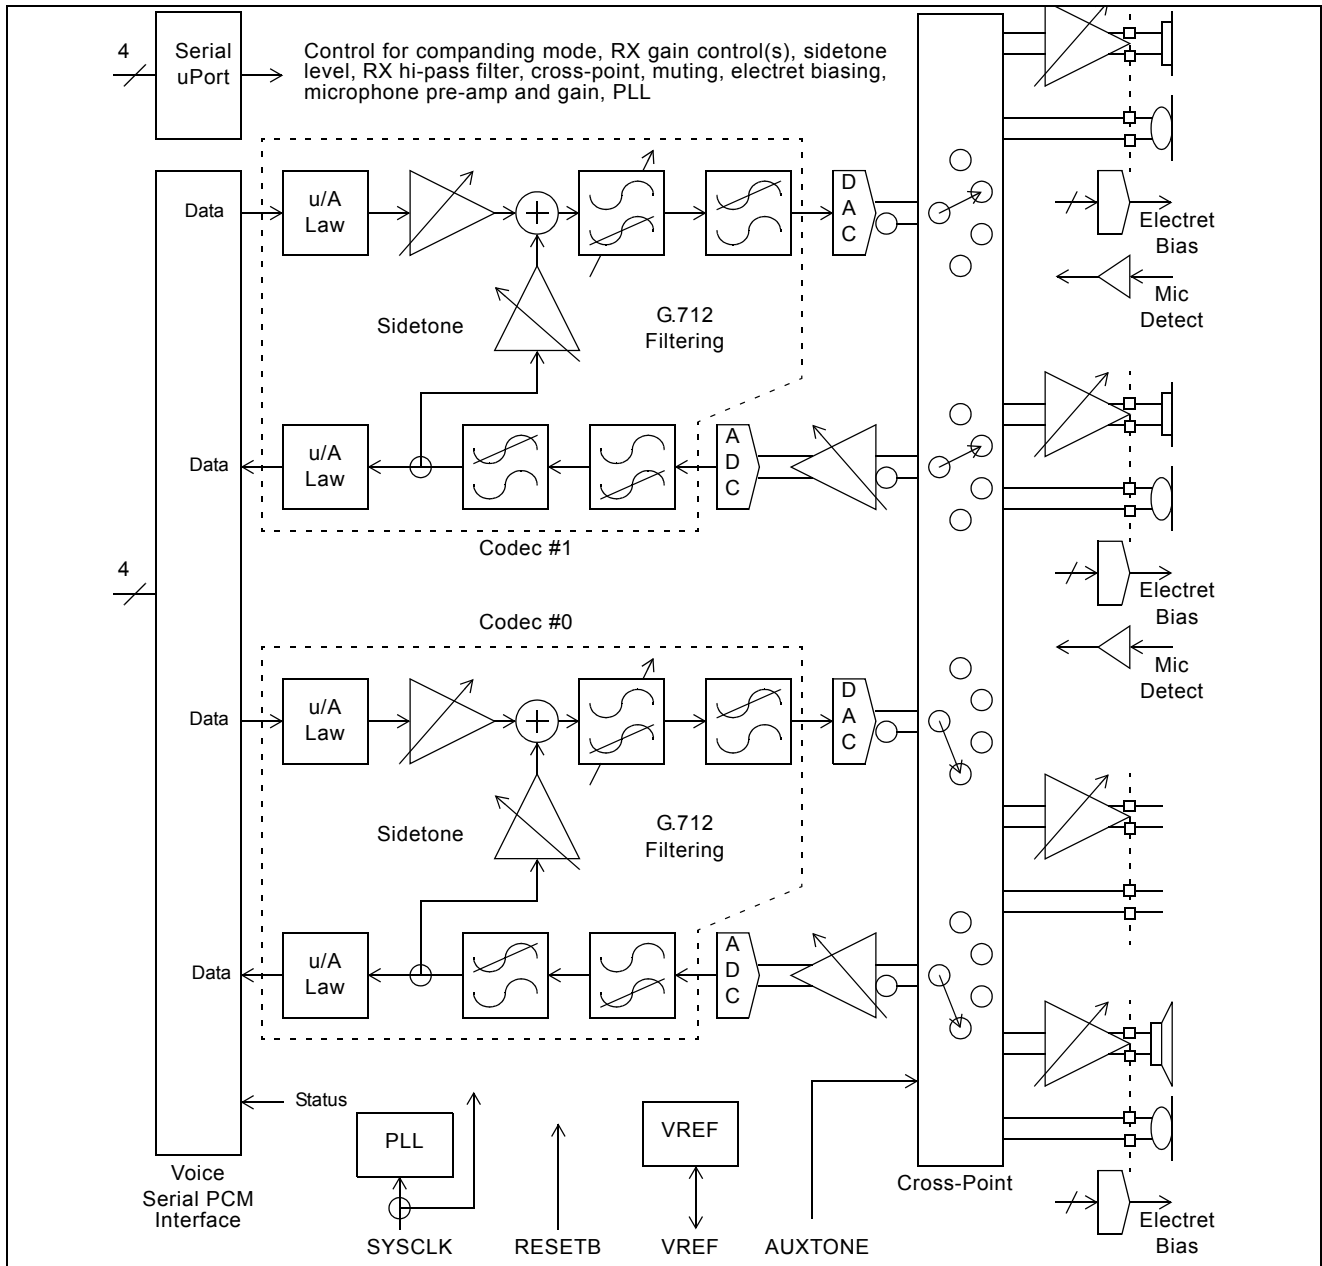 4
Serial
uPort
Control for companding mode, RX gain control(s), sidetone
level, RX hi-pass filter, cross-point, muting, electret biasing,
microphone pre-amp and gain, PLL
Data
u/A
Law
D
A
C
Electret
Bias
Sidetone
G.712
Filtering
Mic
Detect
Data
u/A
Law
A
D
C
Codec #1
4
Electret
Bias
Codec #0
Mic
Detect
Data
u/A
Law
D
A
C
Sidetone
G.712
Filtering
Data
u/A
Law
A
D
C
Status
PLL
VREF
Voice
Serial PCM
Interface
Cross-Point
SYSCLK
RESETB
VREF
AUXTONE
Electret
Bias